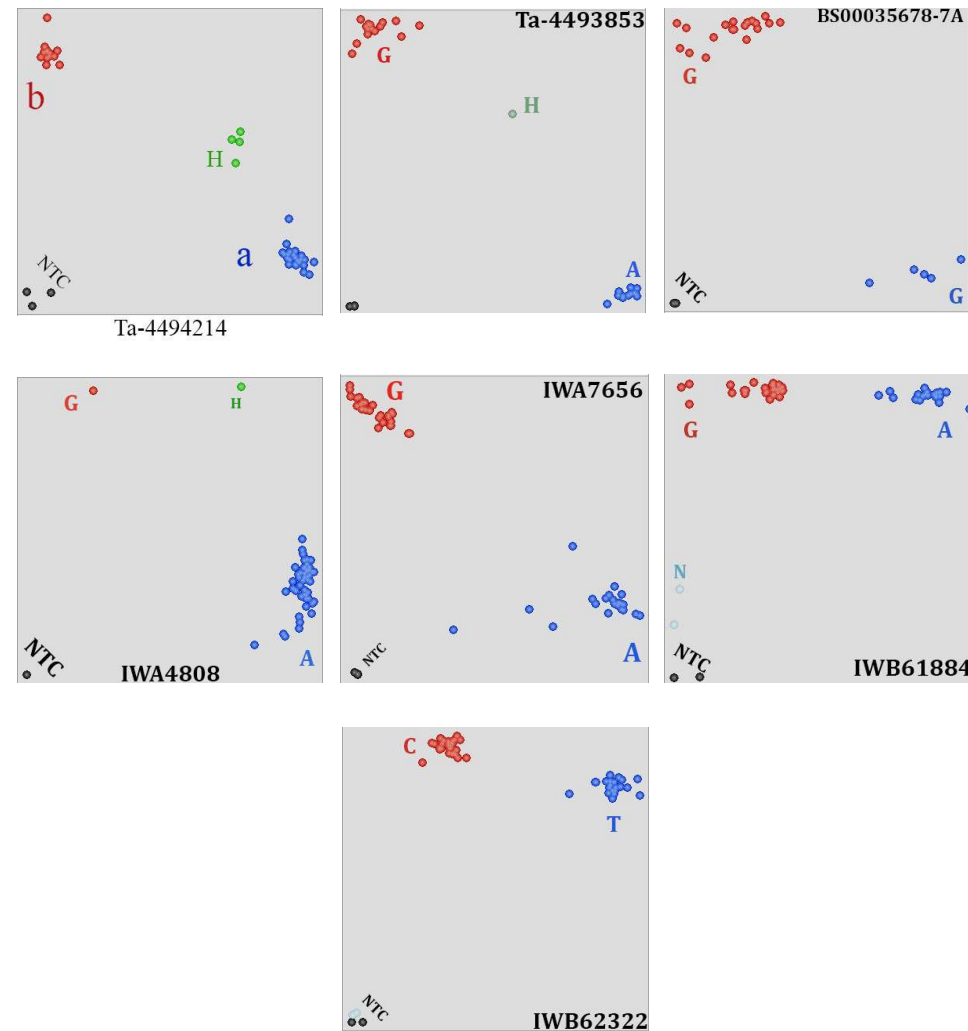 b
H
a
NTC
Ta-4494214
Ta-4493853
G
H
A
BS00035678-7A
G
NTC
G
G
H
NTC
A
IWA4808
G
IWA7656
NTC
A
G
A
N
NTC
IWB61884
C
T
NTC
IWB62322